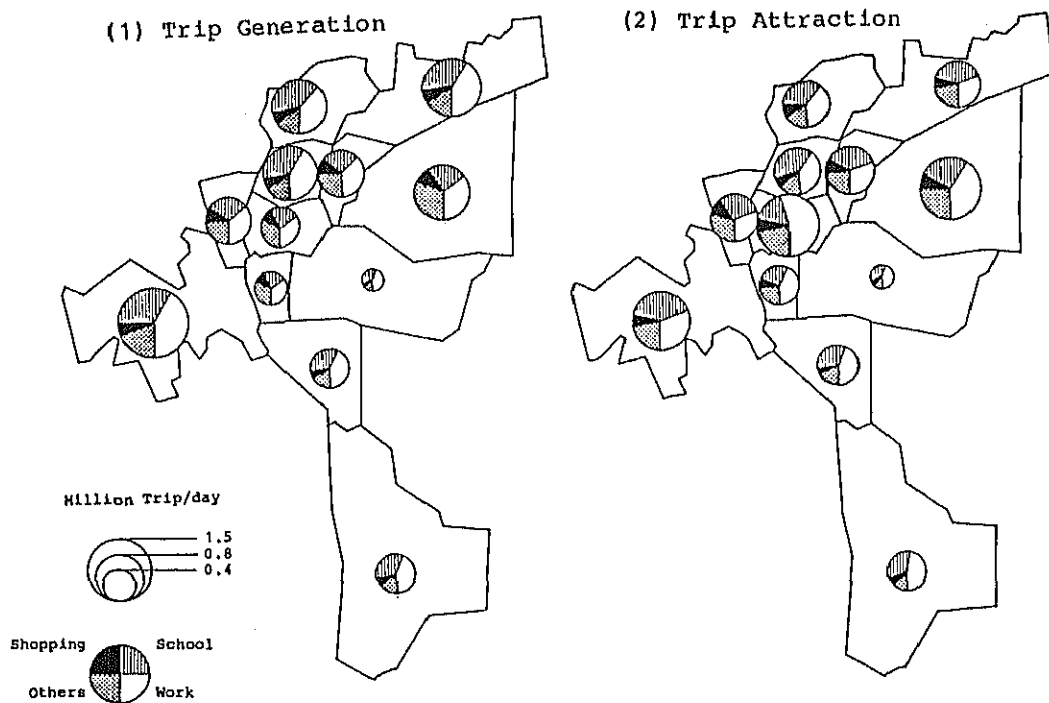 (1) Trip Generation
(2) Trip Attraction
Million Trip/day
1.5
0.8
0.4
Shopping School
Others Work